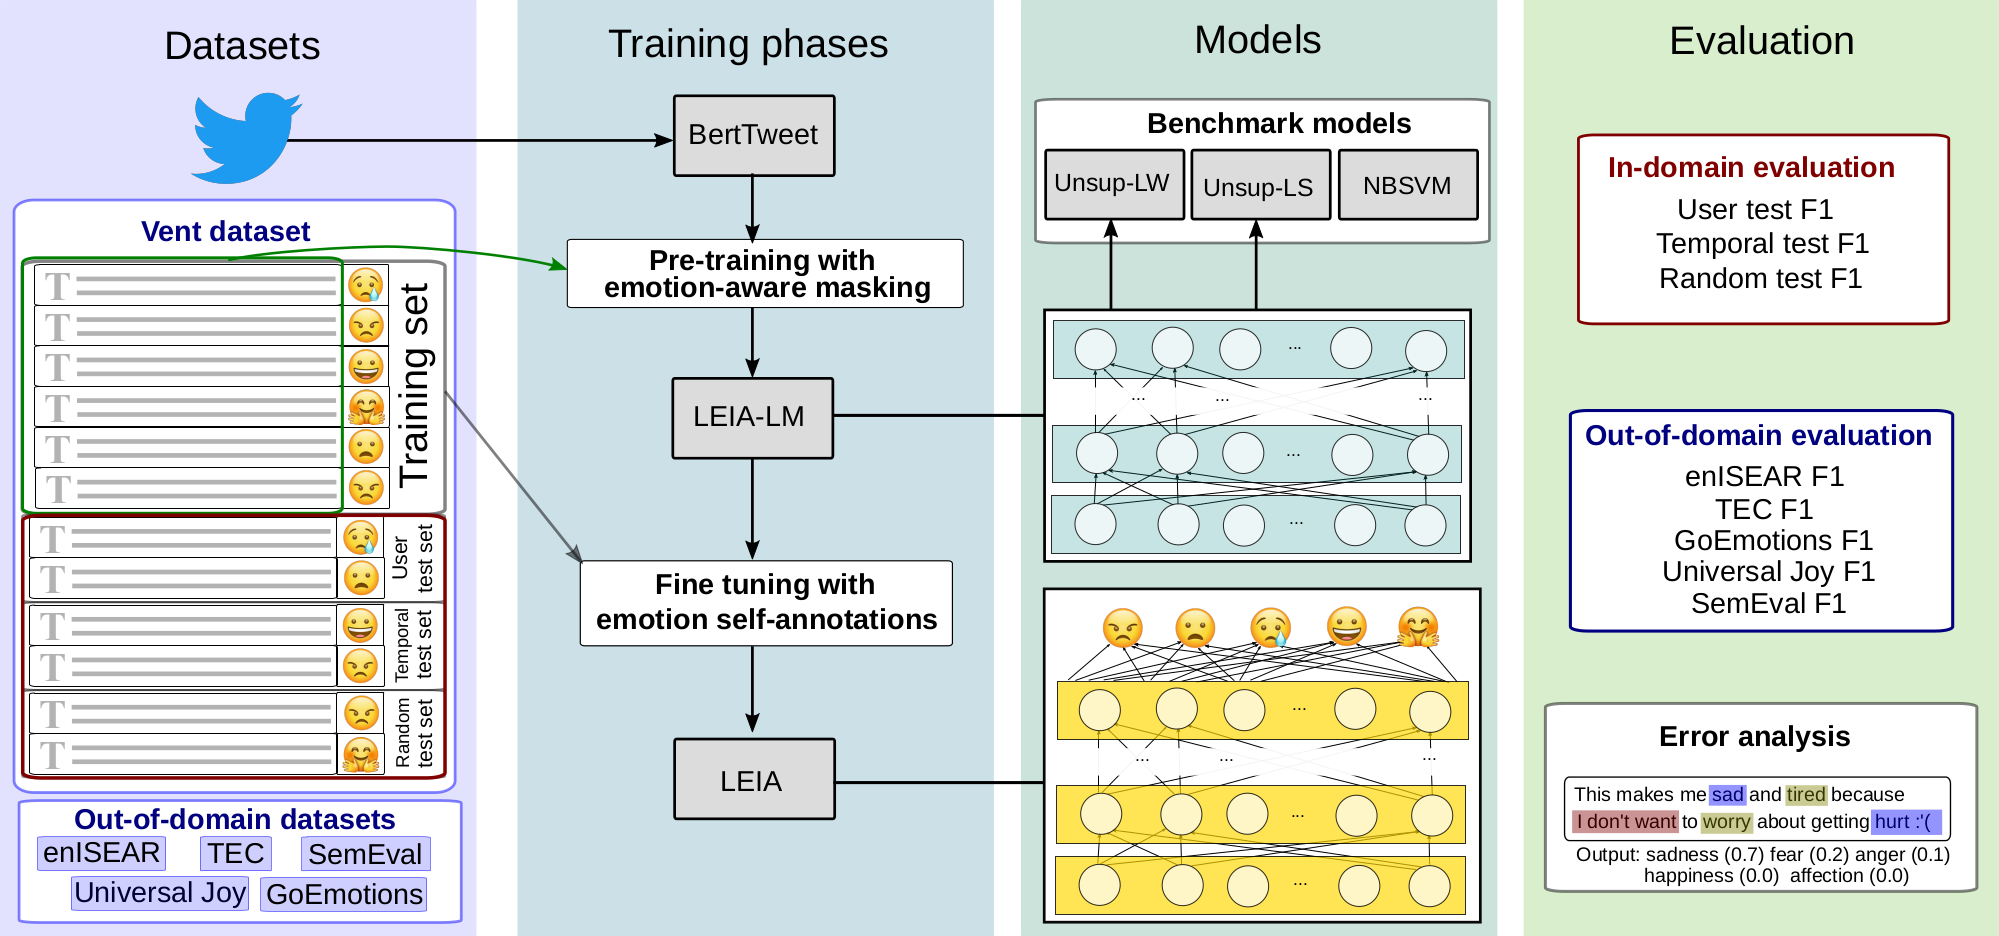 Datasets
Vent dataset
T
T
T
T
T
T
Training set
T
T
User
test set
T
T
Temporal
test set
T
T
Random
test set
Out-of-domain datasets
enISEAR TEC SemEval
Universal Joy GoEmotions
Training phases
BertTweet
Pre-training with
emotion-aware masking
LEIA-LM
Fine tuning with
emotion self-annotations
LEIA
Models
Benchmark models
Unsup-LW Unsup-LS NBSVM
...
... ... ...
...
...
...
... ... ...
...
...
Evaluation
In-domain evaluation
User test F1
Temporal test F1
Random test F1
Out-of-domain evaluation
enISEAR F1
TEC F1
GoEmotions F1
Universal Joy F1
SemEval F1
Error analysis
This makes me sad and tired because
I don't want to worry about getting hurt :'(
Output: sadness (0.7) fear (0.2) anger (0.1)
happiness (0.0) affection (0.0)